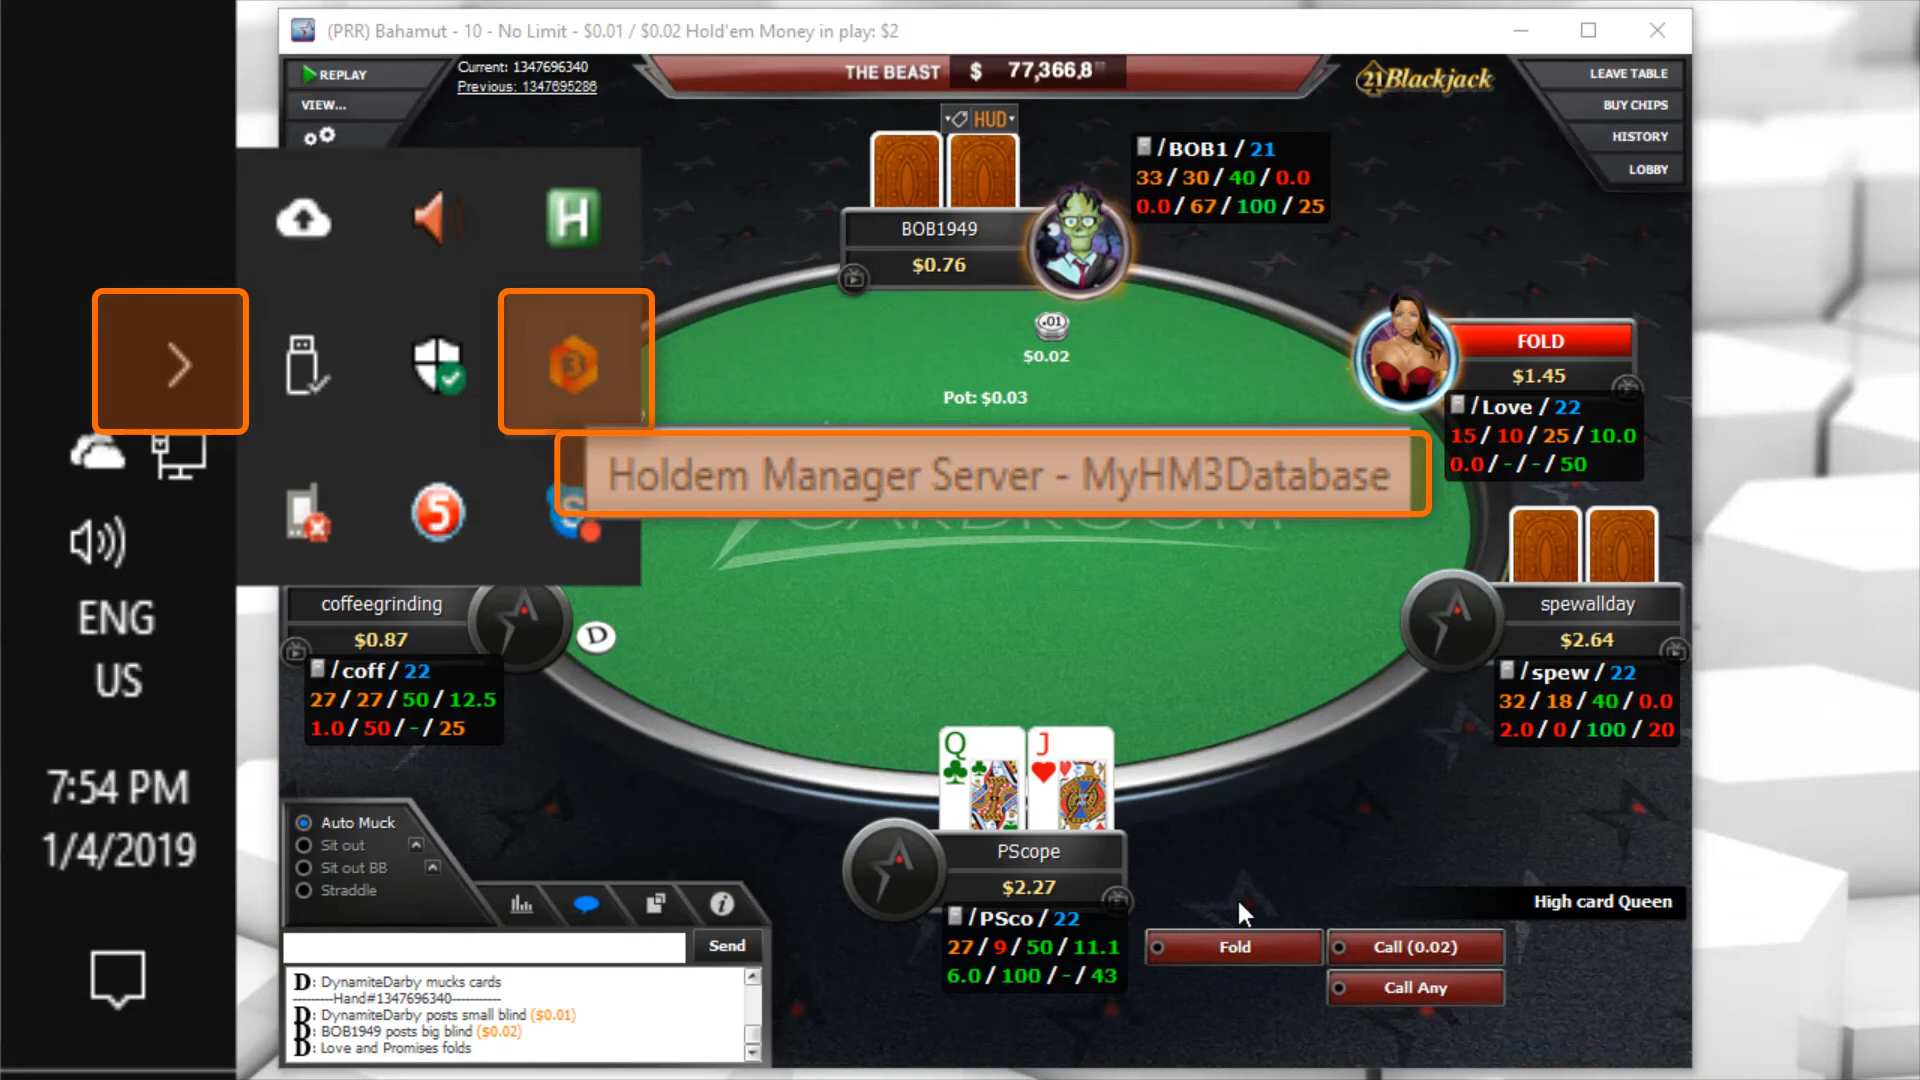 (PRR) Bahamut - 10 - No Limit - $0.01 / $0.02 Hold'em Money in play: $2
REPLAY
VIEW...
Current: 1347696340
Previous: 1347695286
THE BEAST $ 77,366.8
21Blackjack
LEAVE TABLE
BUY CHIPS
HISTORY
LOBBY
HUD
/ BOB1 / 21
33 / 30 / 40 / 0.0
0.0 / 67 / 100 / 25
BOB1949
$0.76
H
.01
$0.02
Pot: $0.03
FOLD
$1.45
/ Love / 22
15 / 10 / 25 / 10.0
0.0 / - / - / 50
3
Holdem Manager Server - MyHM3Database
5
S
CARDROOM
ENG
US
7:54 PM
1/4/2019
coffeegrinding
$0.87
D
/ coff / 22
27 / 27 / 50 / 12.5
1.0 / 50 / - / 25
spewallday
$2.64
/ spew / 22
32 / 18 / 40 / 0.0
2.0 / 0 / 100 / 20
Q
J
PScope
$2.27
/ PSco / 22
27 / 9 / 50 / 11.1
6.0 / 100 / - / 43
Auto Muck
Sit out
Sit out BB
Straddle
i
Send
High card Queen
Fold
Call (0.02)
Call Any
D: DynamiteDarby mucks cards
---------Hand#1347696340-----------
D: DynamiteDarby posts small blind ($0.01)
D: BOB1949 posts big blind ($0.02)
D: Love and Promises folds